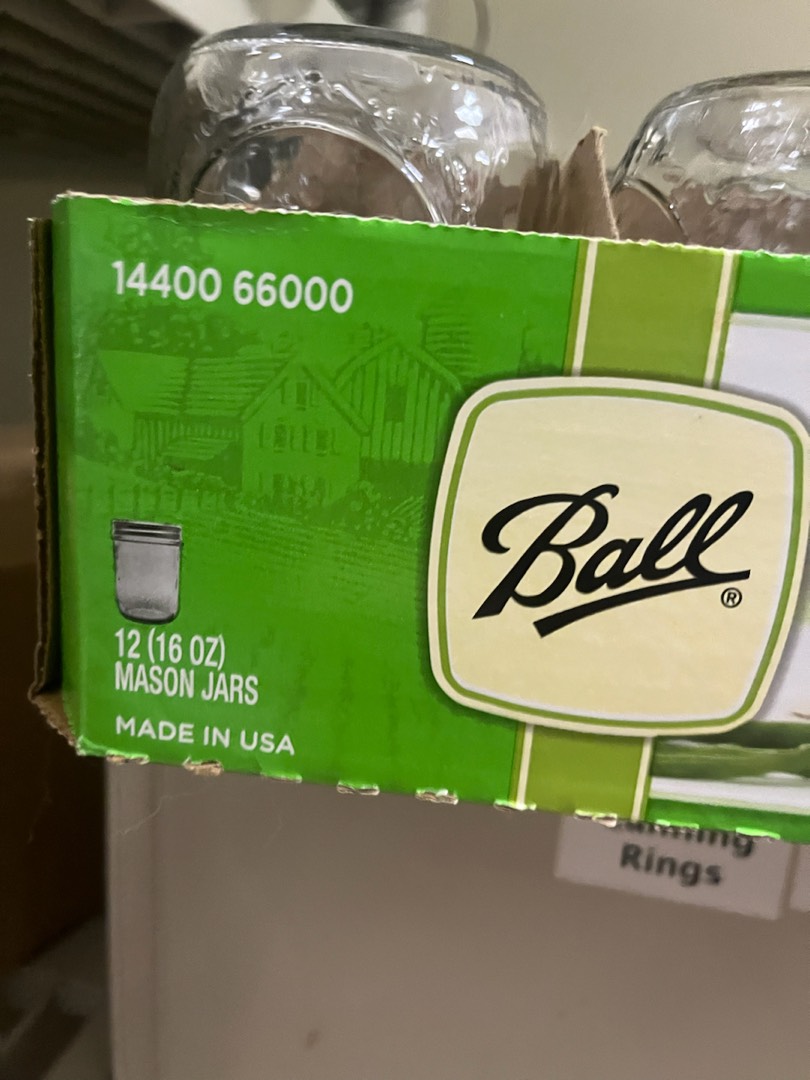 14400 66000
Ball®
12 (16 OZ)
MASON JARS
MADE IN USA
Rings